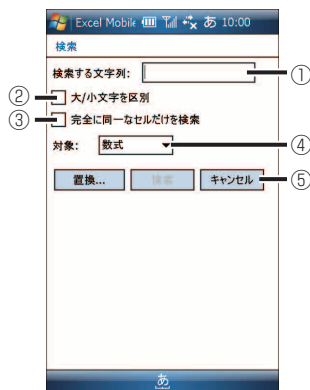 Excel Mobile あ 10:00
検索
検索する文字列: ①
② 大/小文字を区別
③ 完全に同一なセルだけを検索
対象: 数式 ④
置換... 検索 キャンセル ⑤
あ